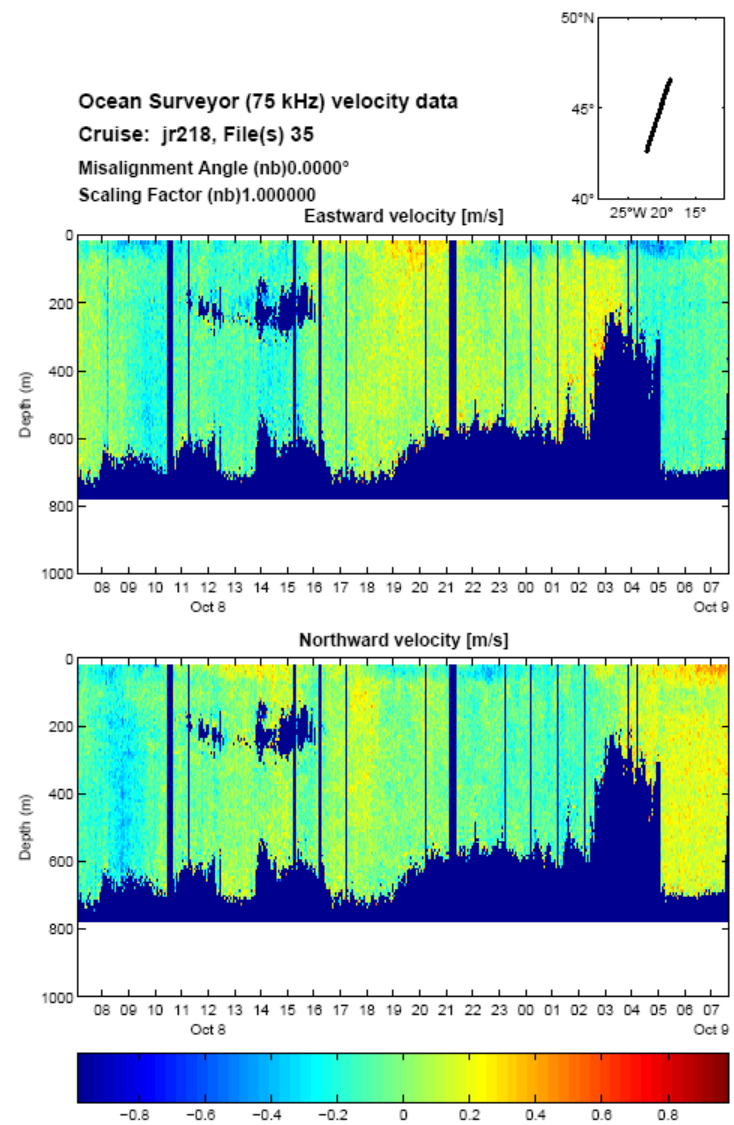 50°N
45°
40°
25°W 20° 15°
Ocean Surveyor (75 kHz) velocity data
Cruise: jr218, File(s) 35
Misalignment Angle (nb)0.0000°
Scaling Factor (nb)1.000000
Eastward velocity [m/s]
0
200
400
600
800
1000
Depth (m)
08 09 10 11 12 13 14 15 16 17 18 19 20 21 22 23 00 01 02 03 04 05 06 07
Oct 8 Oct 9
Northward velocity [m/s]
0
200
400
600
800
1000
Depth (m)
08 09 10 11 12 13 14 15 16 17 18 19 20 21 22 23 00 01 02 03 04 05 06 07
Oct 8 Oct 9
−0.8 −0.6 −0.4 −0.2 0 0.2 0.4 0.6 0.8